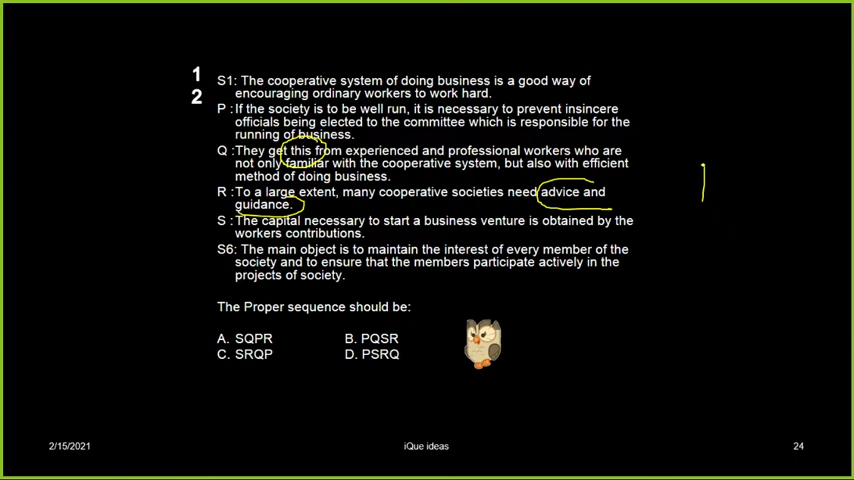 1
2
S1: The cooperative system of doing business is a good way of
encouraging ordinary workers to work hard.
P : If the society is to be well run, it is necessary to prevent insincere
officials being elected to the committee which is responsible for the
running of business.
Q : They get this from experienced and professional workers who are
not only familiar with the cooperative system, but also with efficient
method of doing business.
R : To a large extent, many cooperative societies need advice and
guidance.
S : The capital necessary to start a business venture is obtained by the
workers contributions.
S6: The main object is to maintain the interest of every member of the
society and to ensure that the members participate actively in the
projects of society.
The Proper sequence should be:
A. SQPR B. PQSR
C. SRQP D. PSRQ
2/15/2021 iQue ideas 24